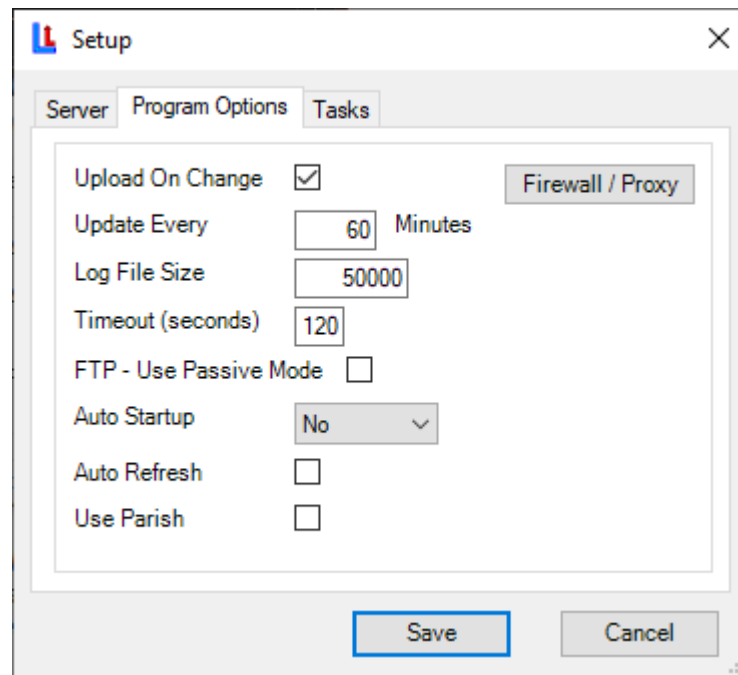 Setup
Server Program Options Tasks
Upload On Change Firewall / Proxy
Update Every 60 Minutes
Log File Size 50000
Timeout (seconds) 120
FTP - Use Passive Mode
Auto Startup No
Auto Refresh
Use Parish
Save Cancel